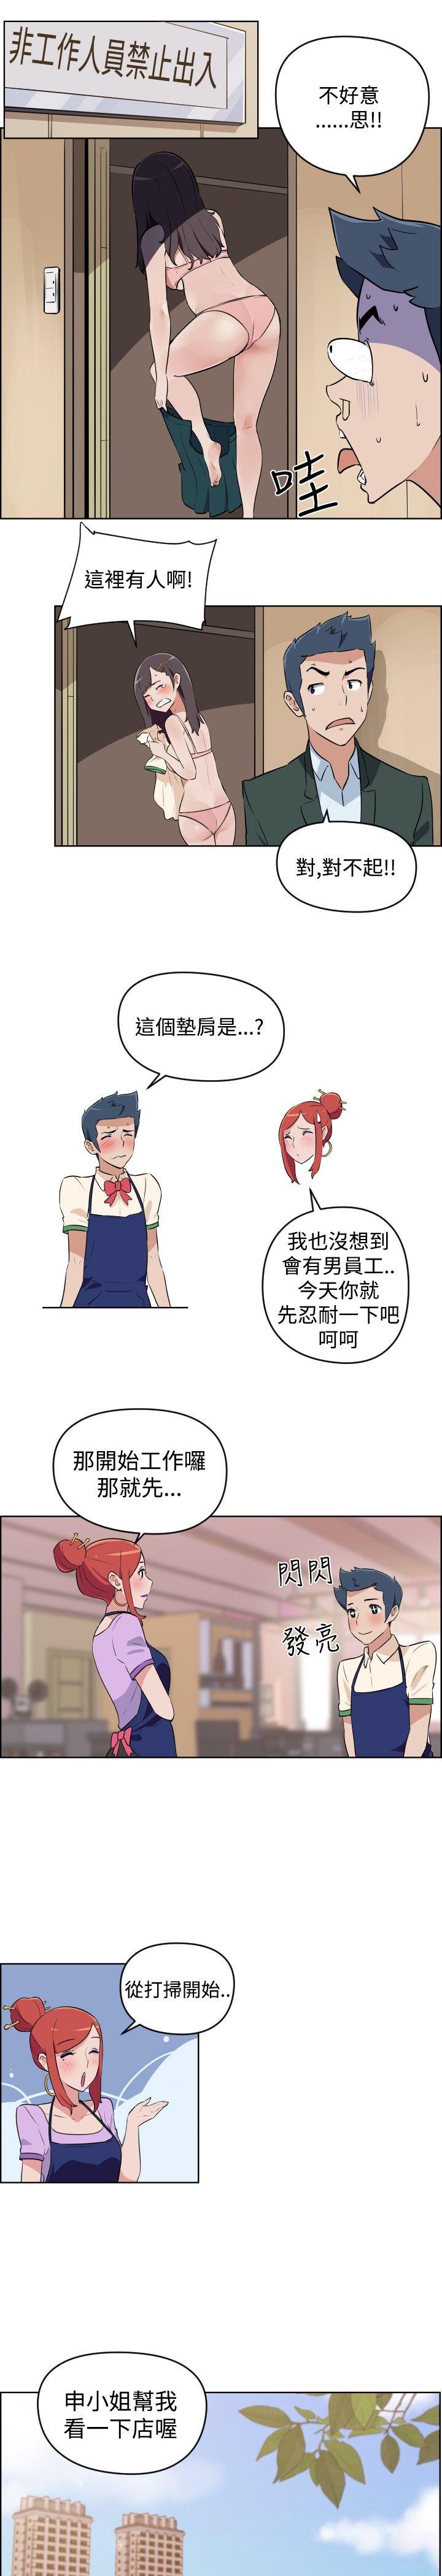 非工作人員禁止出入
不好意
......思!!
哇
這裡有人啊!
對,對不起!!
這個墊肩是...?
我也沒想到
會有男員工..
今天你就
先忍耐一下吧
呵呵
那開始工作囉
那就先...
閃閃
發亮
從打掃開始..
申小姐幫我
看一下店喔